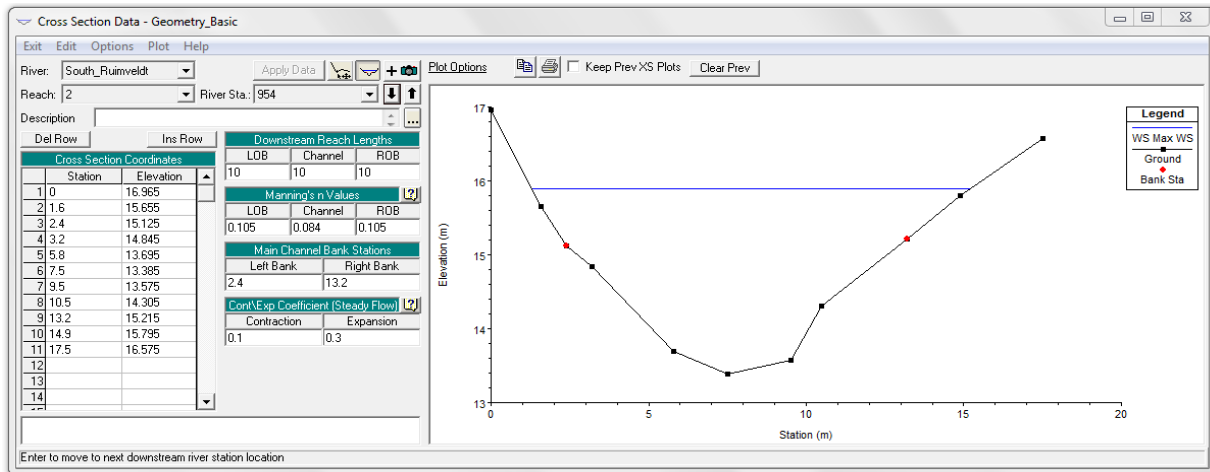 Cross Section Data - Geometry_Basic
Exit Edit Options Plot Help
River: South_Ruimveldt Apply Data + Plot Options Keep Prev XS Plots Clear Prev
Reach: 2 River Sta.: 954
Description ...
Del Row Ins Row
Cross Section Coordinates
Station Elevation
1 0 16.965
2 1.6 15.655
3 2.4 15.125
4 3.2 14.845
5 5.8 13.695
6 7.5 13.385
7 9.5 13.575
8 10.5 14.305
9 13.2 15.215
10 14.9 15.795
11 17.5 16.575
12
13
14
Downstream Reach Lengths
LOB Channel ROB
10 10 10
Manning's n Values ?
LOB Channel ROB
0.105 0.084 0.105
Main Channel Bank Stations
Left Bank Right Bank
2.4 13.2
Cont\Exp Coefficient (Steady Flow) ?
Contraction Expansion
0.1 0.3
17
16
15
14
13
Elevation (m)
0 5 10 15 20
Station (m)
Legend
WS Max WS
Ground
Bank Sta
Enter to move to next downstream river station location